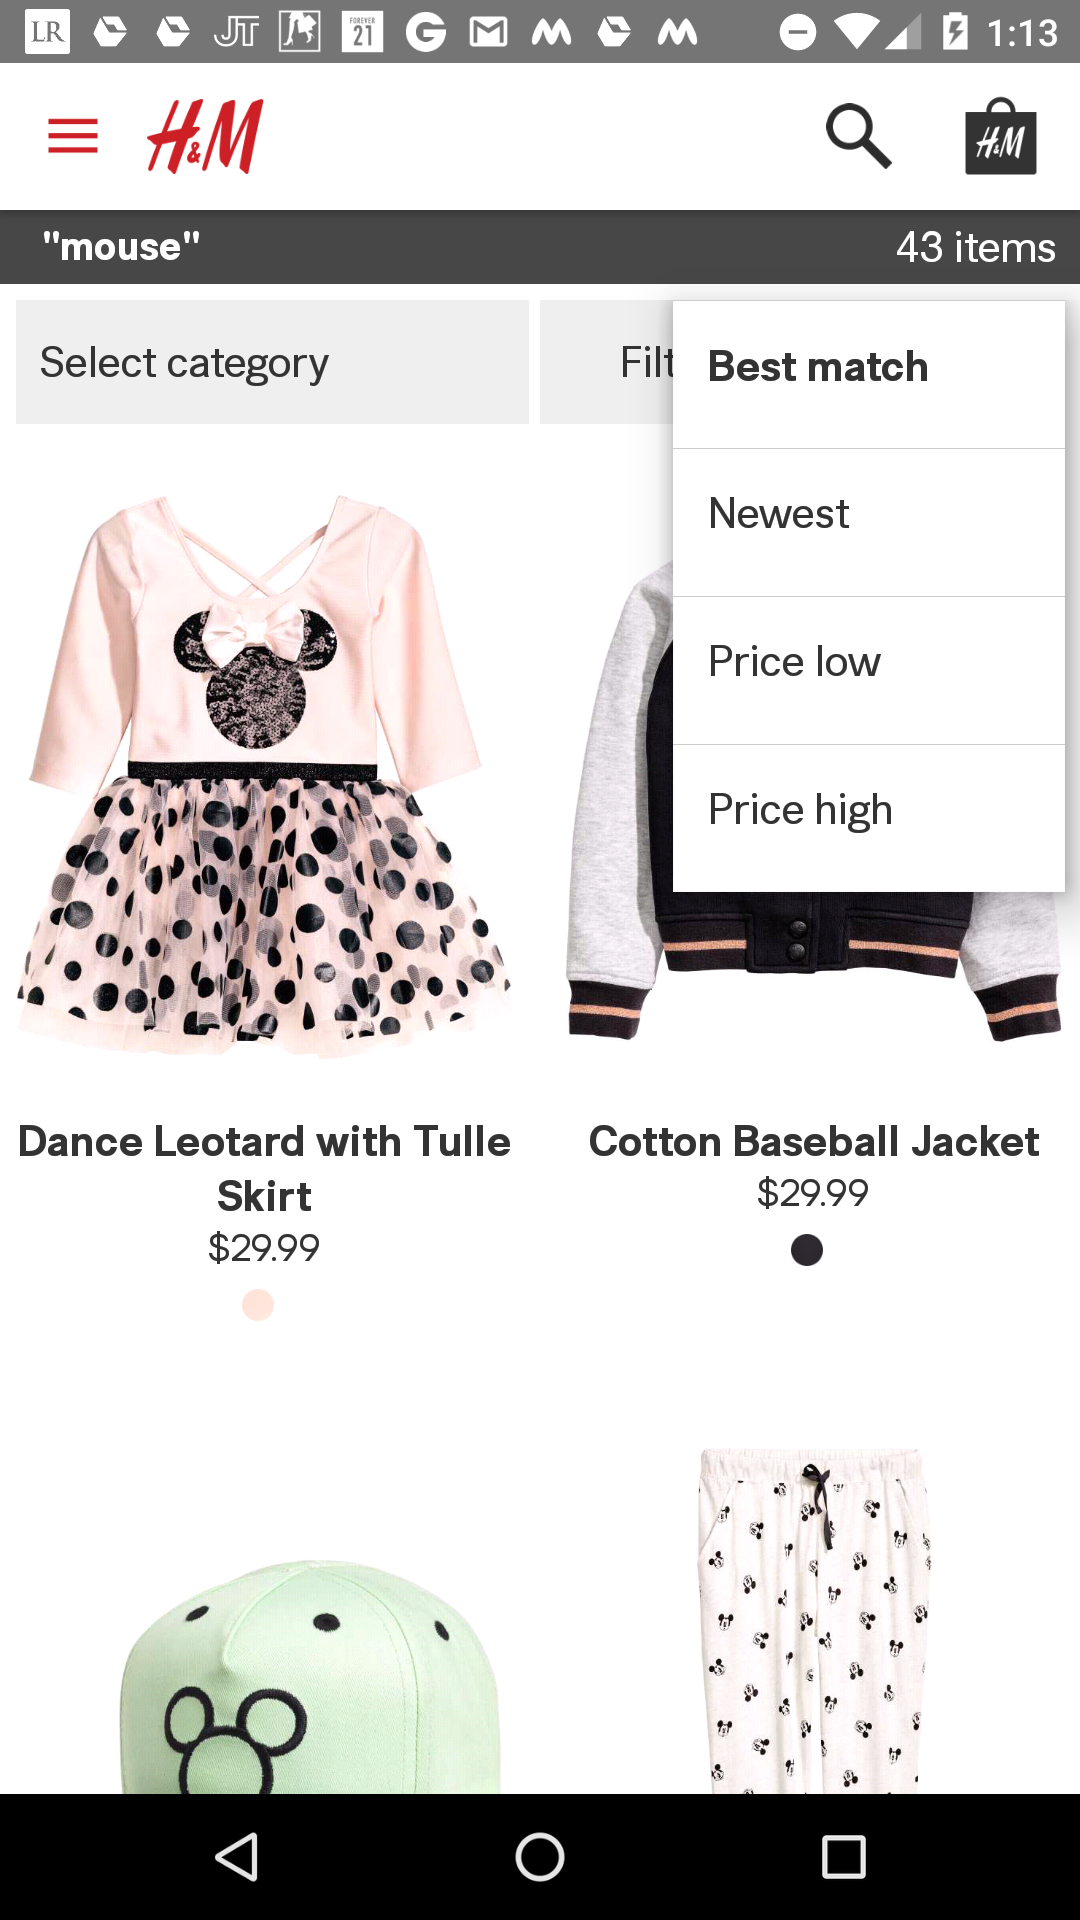 LR JT FOREVER 21 G M 1:13
H&M H&M
"mouse" 43 items
Select category Filt
Best match
Newest
Price low
Price high
Dance Leotard with Tulle Skirt
$29.99
Cotton Baseball Jacket
$29.99